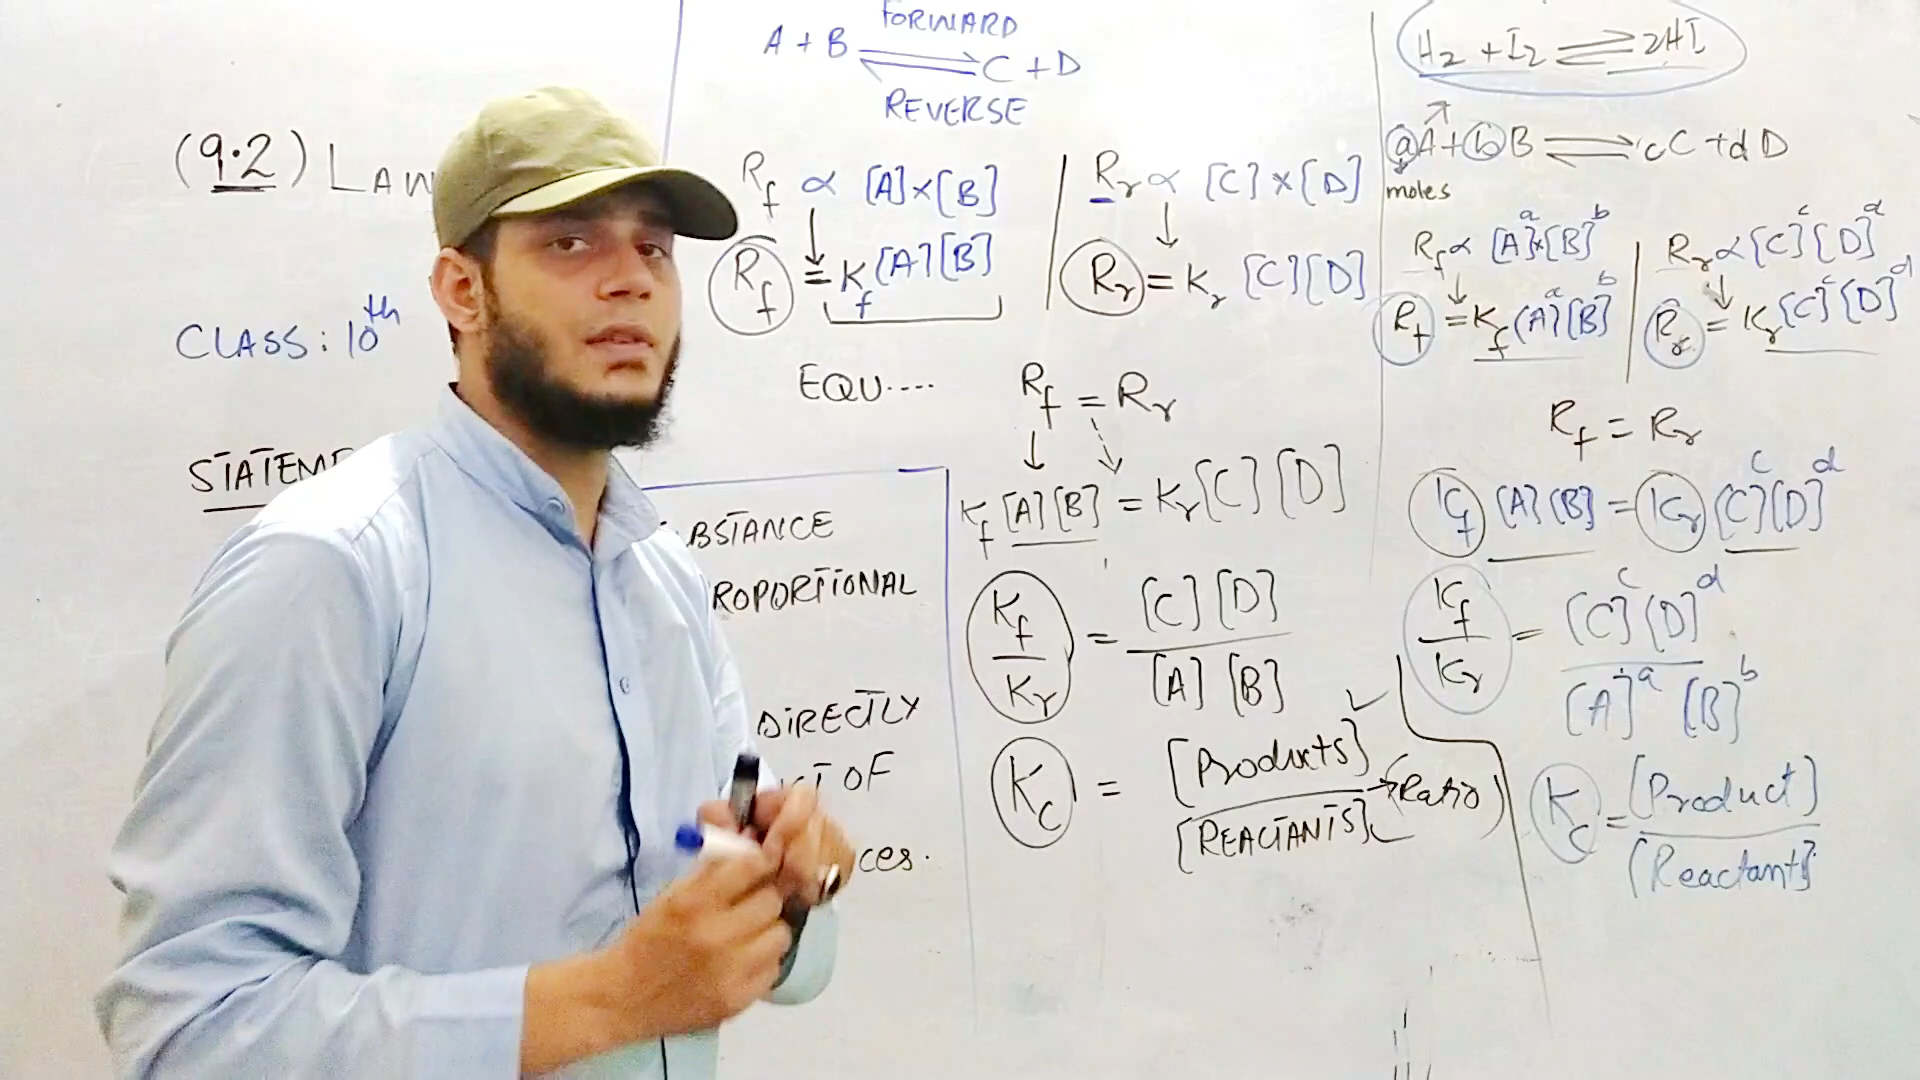 (9.2) LAW
CLASS: 10th
STATEM
BSTANCE
ROPORTIONAL
DIRECTLY
OF
ces.
FORWARD
A + B ⇌ C + D
REVERSE
Rf ∝ [A]×[B]
Rf = Kf [A][B]
Rr ∝ [C] × [D]
Rr = Kr [C][D]
EQU....
Rf = Rr
Kf [A][B] = Kr [C][D]
Kf/Kr = [C][D]/[A][B]
Kc = [Products]/[REACTANTS] → (Ratio)
H2 + I2 ⇌ 2HI
aA + bB ⇌ cC + dD
moles
Rf ∝ [A]^a×[B]^b
Rf = Kf [A]^a [B]^b
Rr ∝ [C]^c [D]^d
Rr = Kr [C]^c [D]^d
Rf = Rr
Kf [A][B] = Kr [C]^c [D]^d
Kf/Kr = [C]^c [D]^d/[A]^a [B]^b
Kc = [Product]/[Reactants]